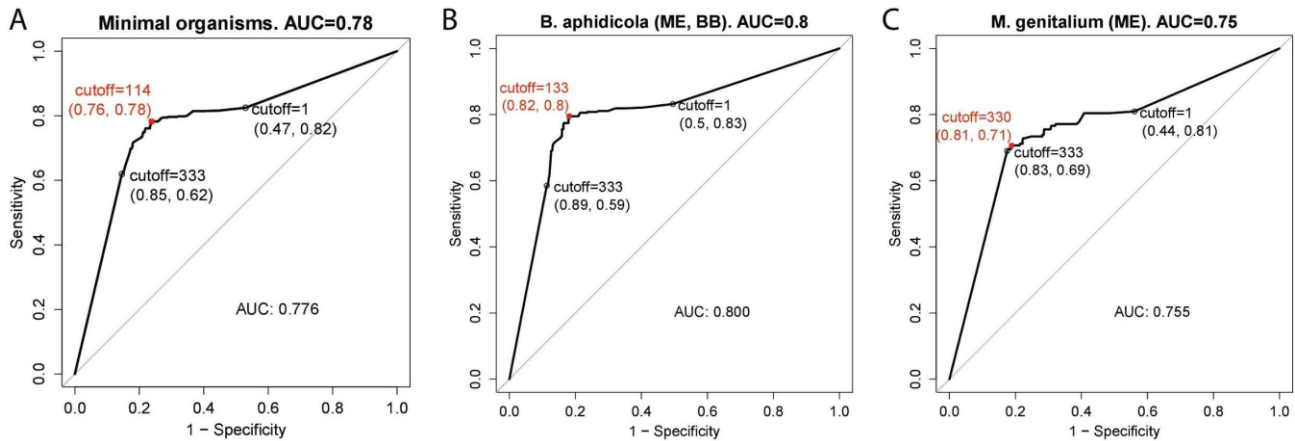 A
Minimal organisms. AUC=0.78
Sensitivity
1.0
0.8
0.6
0.4
0.2
0.0
cutoff=114
(0.76, 0.78)
cutoff=1
(0.47, 0.82)
cutoff=333
(0.85, 0.62)
AUC: 0.776
0.0 0.2 0.4 0.6 0.8 1.0
1 − Specificity
B
B. aphidicola (ME, BB). AUC=0.8
Sensitivity
1.0
0.8
0.6
0.4
0.2
0.0
cutoff=133
(0.82, 0.8)
cutoff=1
(0.5, 0.83)
cutoff=333
(0.89, 0.59)
AUC: 0.800
0.0 0.2 0.4 0.6 0.8 1.0
1 − Specificity
C
M. genitalium (ME). AUC=0.75
Sensitivity
1.0
0.8
0.6
0.4
0.2
0.0
cutoff=330
(0.81, 0.71)
cutoff=1
(0.44, 0.81)
cutoff=333
(0.83, 0.69)
AUC: 0.755
0.0 0.2 0.4 0.6 0.8 1.0
1 − Specificity